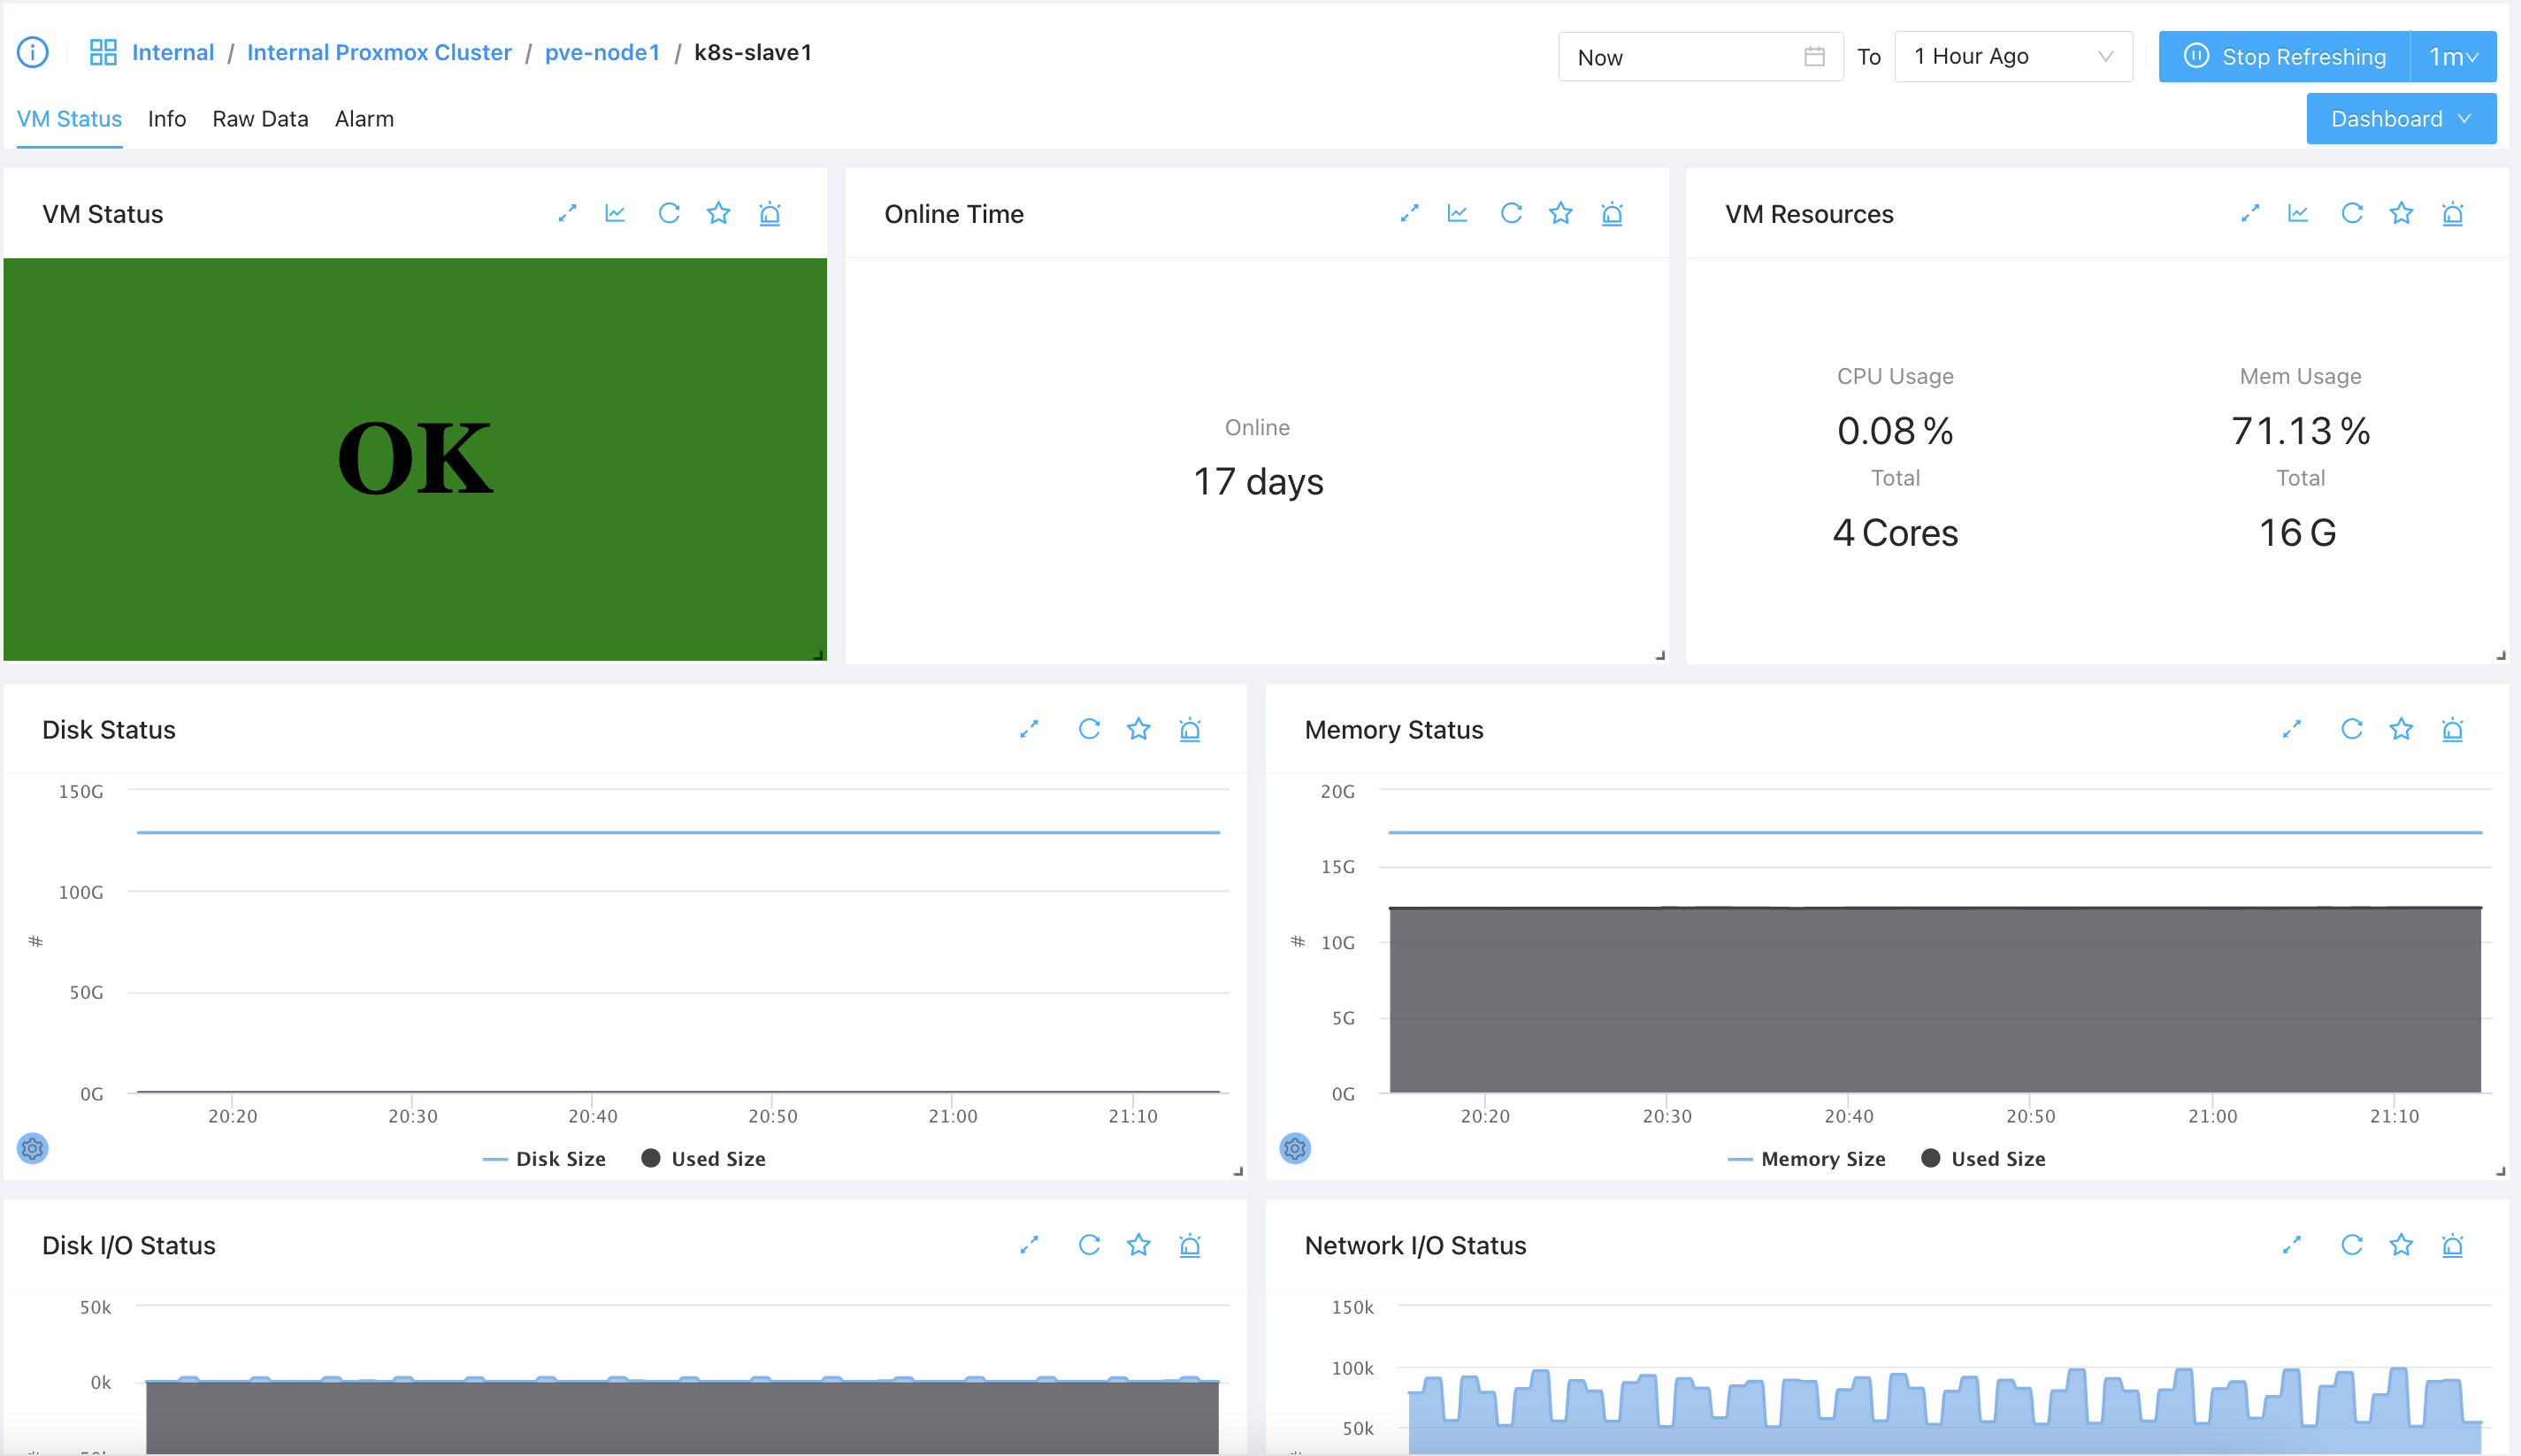 Internal / Internal Proxmox Cluster / pve-node1 / k8s-slave1
Now To 1 Hour Ago Stop Refreshing 1m
VM Status Info Raw Data Alarm Dashboard
VM Status
OK
Online Time
Online
17 days
VM Resources
CPU Usage Mem Usage
0.08 % 71.13 %
Total Total
4 Cores 16 G
Disk Status
150G
100G
#
50G
0G
20:20 20:30 20:40 20:50 21:00 21:10
Disk Size Used Size
Memory Status
20G
15G
# 10G
5G
0G
20:20 20:30 20:40 20:50 21:00 21:10
Memory Size Used Size
Disk I/O Status
50k
0k
Network I/O Status
150k
100k
50k